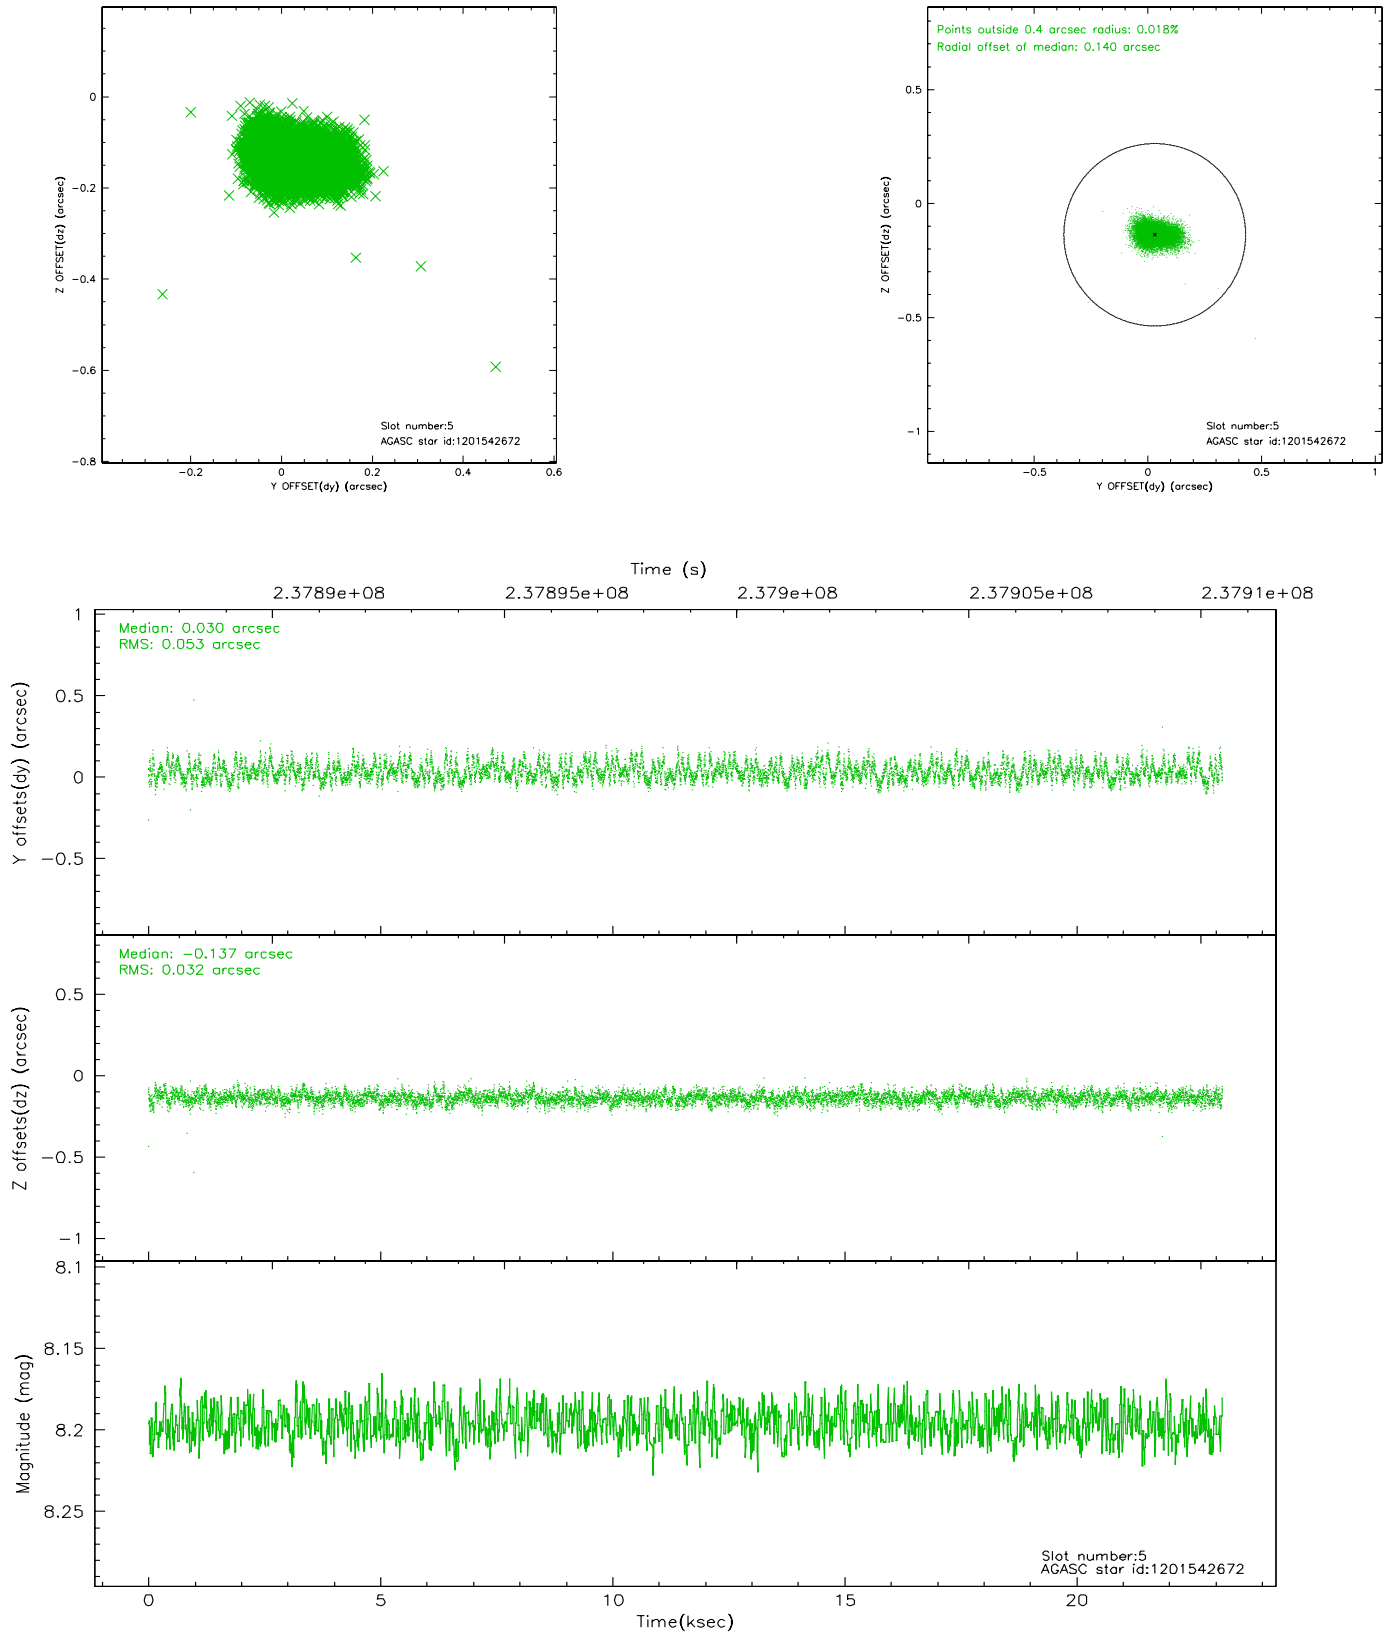 0
−0.2
−0.4
−0.6
−0.8
Z OFFSET(dz) (arcsec)
Slot number:5
AGASC star id:1201542672
−0.2 0 0.2 0.4 0.6
Y OFFSET(dy) (arcsec)
Points outside 0.4 arcsec radius: 0.018%
Radial offset of median: 0.140 arcsec
0.5
0
−0.5
−1
Z OFFSET(dz) (arcsec)
Slot number:5
AGASC star id:1201542672
−0.5 0 0.5 1
Y OFFSET(dy) (arcsec)
Time (s)
2.3789e+08 2.37895e+08 2.379e+08 2.37905e+08 2.3791e+08
Median: 0.030 arcsec
RMS: 0.053 arcsec
1
0.5
0
−0.5
Y offsets(dy) (arcsec)
Median: −0.137 arcsec
RMS: 0.032 arcsec
0.5
0
−0.5
−1
Z offsets(dz) (arcsec)
8.1
8.15
8.2
8.25
Magnitude (mag)
Slot number:5
AGASC star id:1201542672
0 5 10 15 20
Time(ksec)